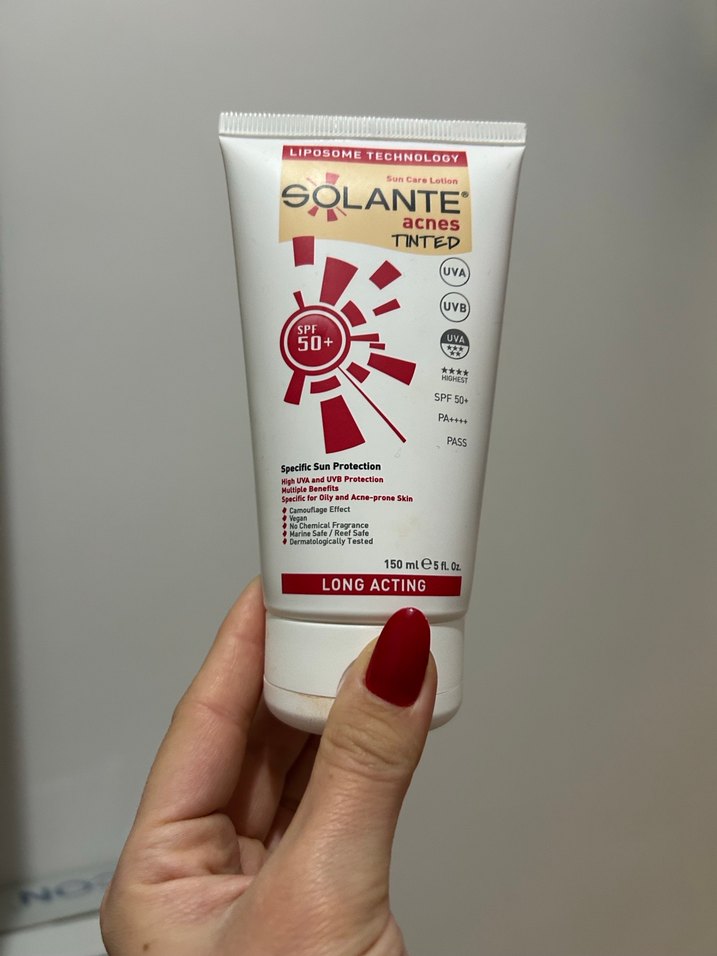 LIPOSOME TECHNOLOGY
Sun Care Lotion
SOLANTE®
acnes
TINTED
UVA
UVB
UVA
HIGHEST
SPF 50+
PA++++
PASS
SPF
50+
Specific Sun Protection
High UVA and UVB Protection
Multiple Benefits
Specific for Oily and Acne-prone Skin
Camouflage Effect
Vegan
No Chemical Fragrance
Marine Safe / Reef Safe
Dermatologically Tested
150 ml ℮ 5 fl. Oz.
LONG ACTING